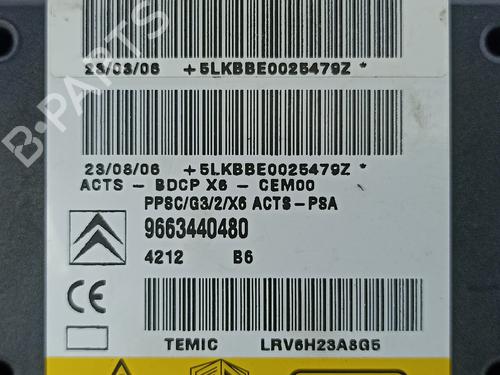 23/08/06 +5LKBBE0025479Z *
23/08/06 +5LKBBE0025479Z *
ACTS - BDCP X6 - CEM00
PPSC/G3/2/X6 ACTS-PSA
9663440480
4212 B6
CE
TEMIC LRV6H23A8G5
B-PARTS